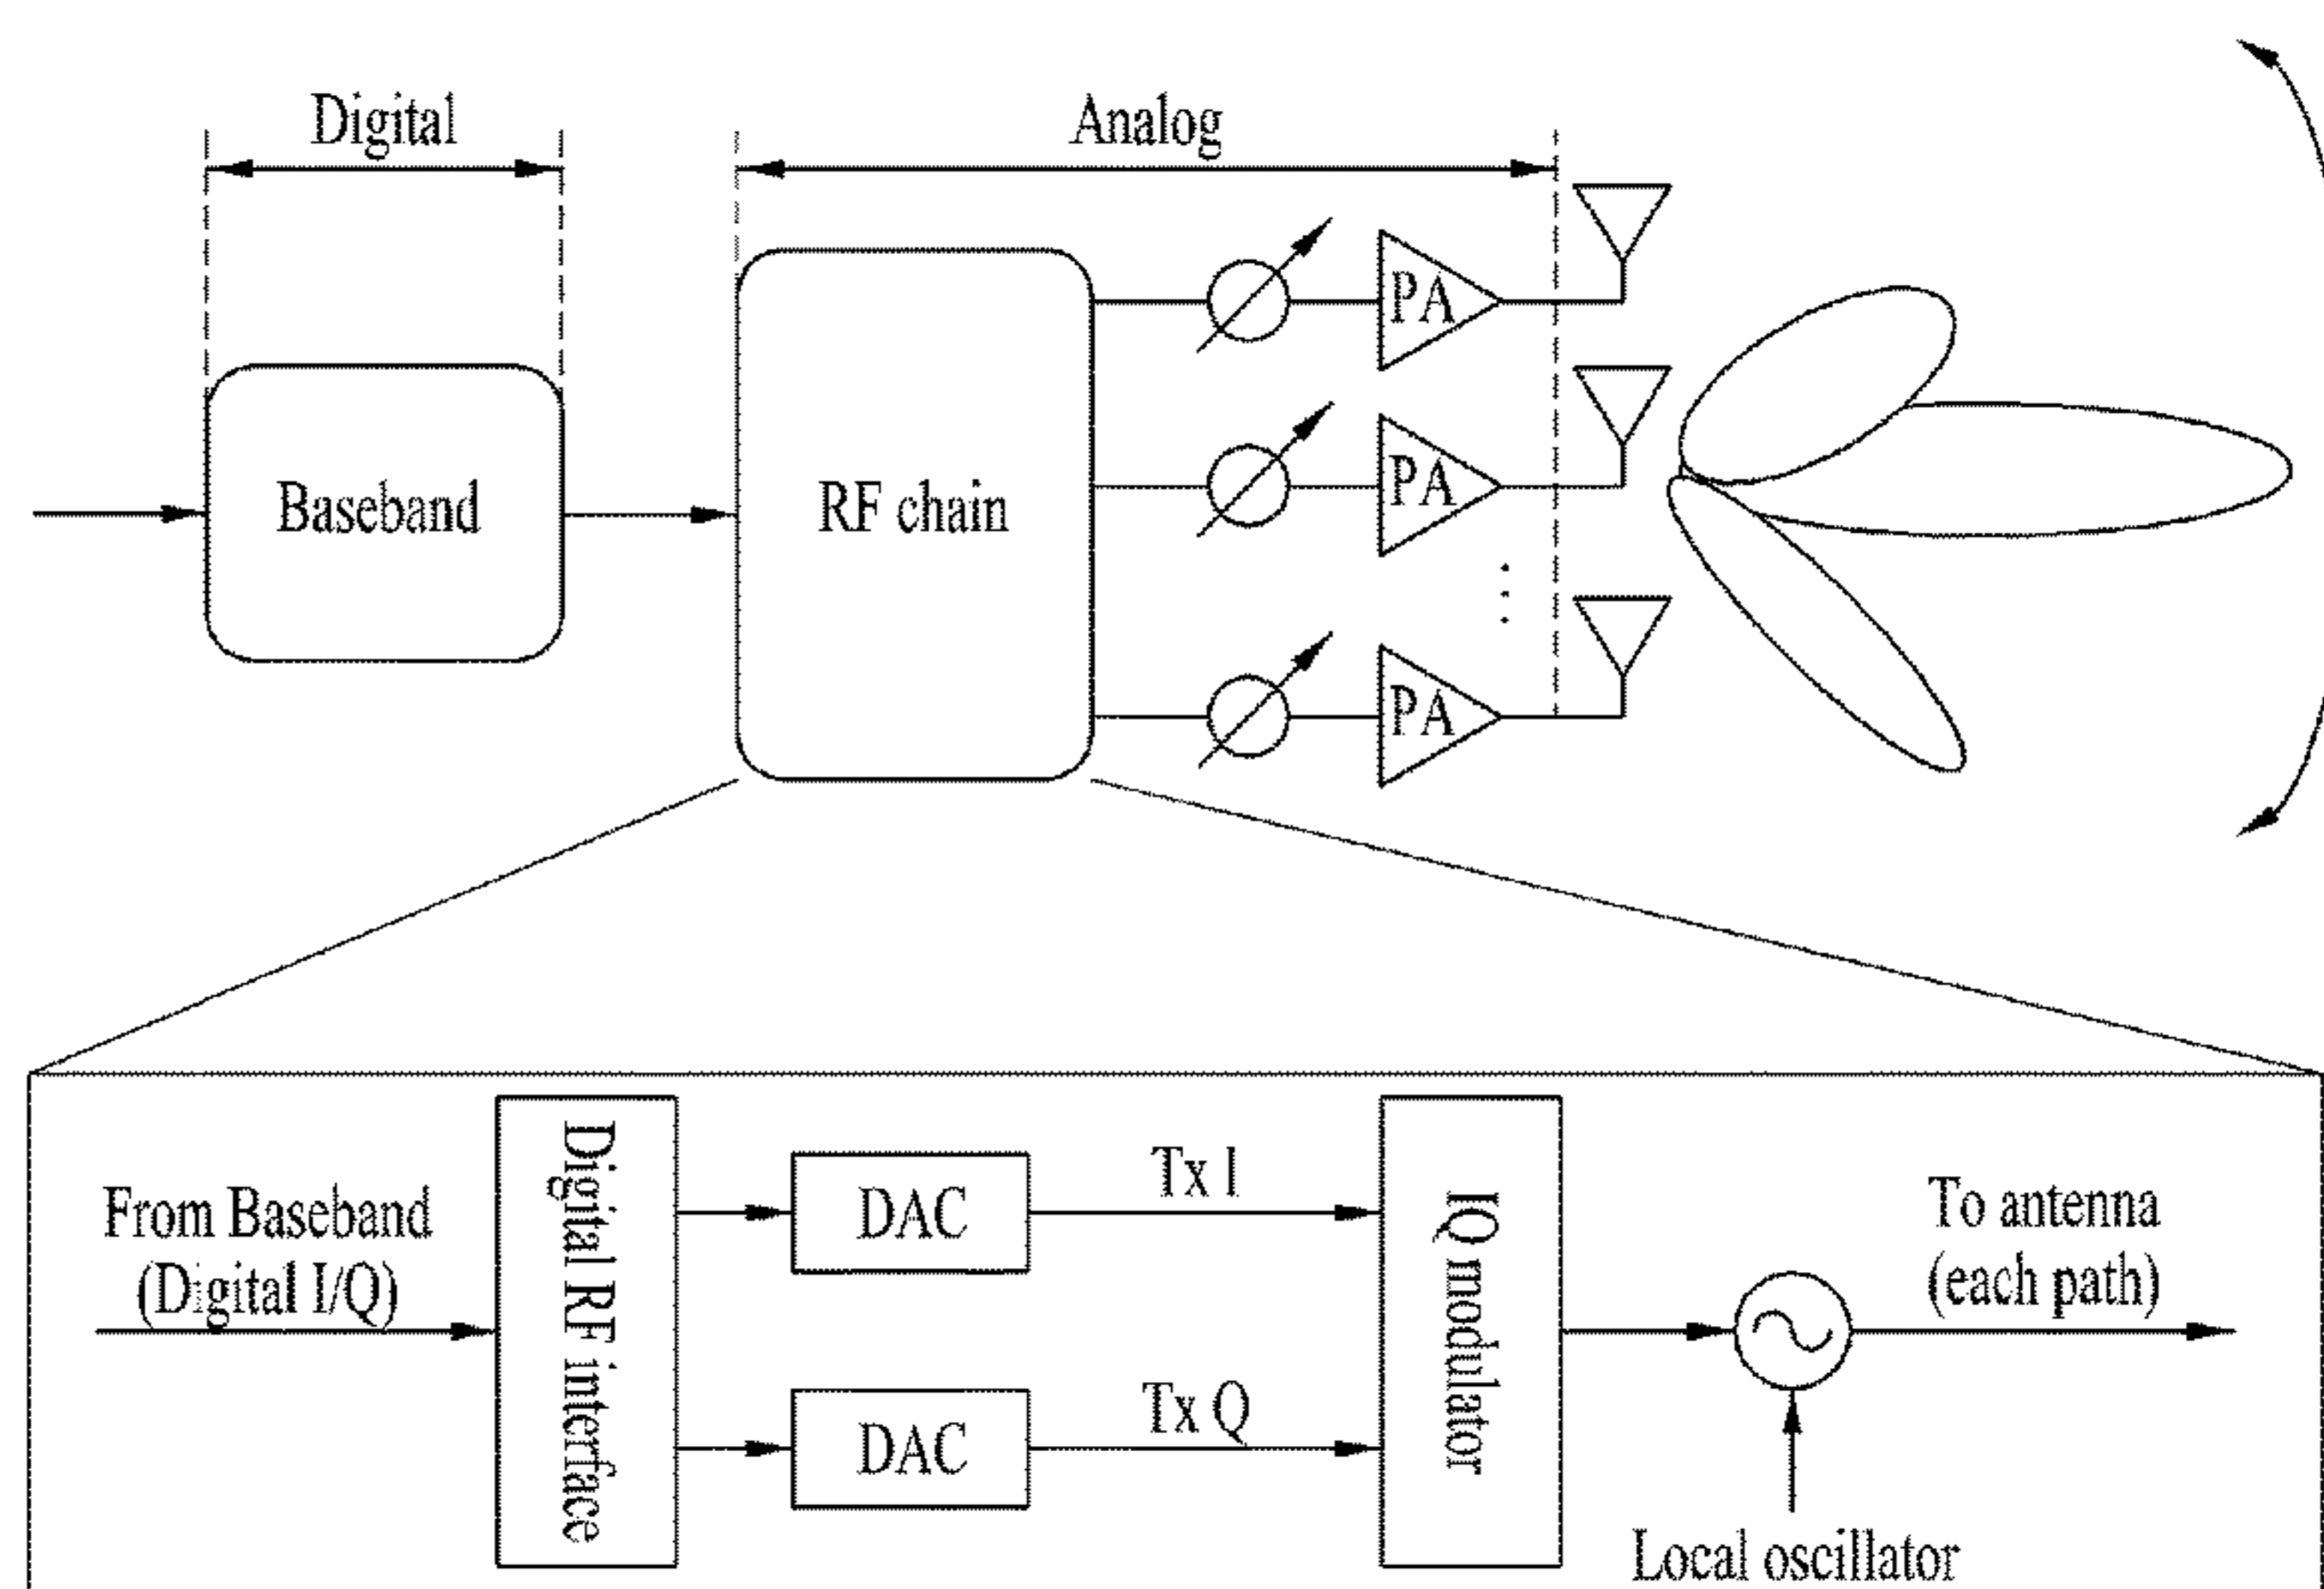 Digital
Analog
Baseband
RF chain
PA
PA
PA
From Baseband
(Digital I/Q)
Digital RF interface
DAC
DAC
Tx I
Tx Q
IQ modulator
To antenna
(each path)
Local oscillator